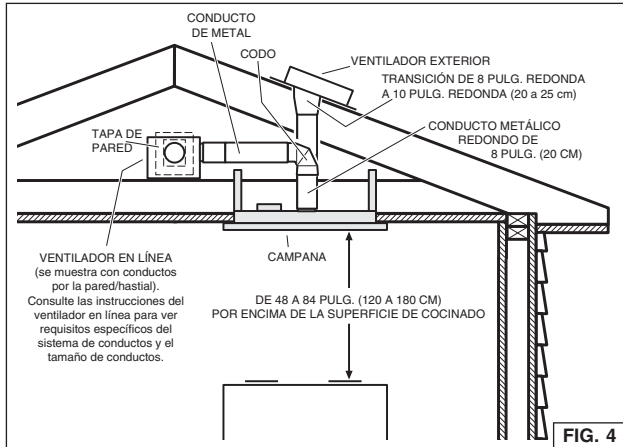 CONDUCTO
DE METAL
CODO
VENTILADOR EXTERIOR
TRANSICIÓN DE 8 PULG. REDONDA
A 10 PULG. REDONDA (20 a 25 cm)
TAPA DE
PARED
CONDUCTO METÁLICO
REDONDO DE
8 PULG. (20 CM)
VENTILADOR EN LÍNEA
(se muestra con conductos
por la pared/hastial).
Consulte las instrucciones del
ventilador en línea para ver
requisitos específicos del
sistema de conductos y el
tamaño de conductos.
CAMPANA
DE 48 A 84 PULG. (120 A 180 CM)
POR ENCIMA DE LA SUPERFICIE DE COCINADO
FIG. 4